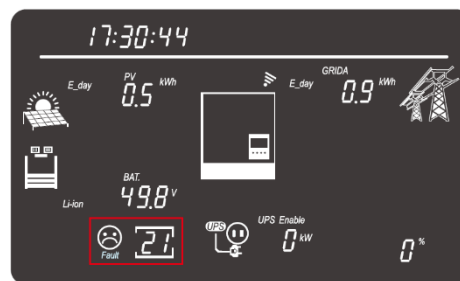 17:30:44
E_day PV 0.5 kWh E_day GRIDA 0.9 kWh
Li-ion BAT. 49.8 V
Fault 21 UPS UPS Enable 0 kW 0 %